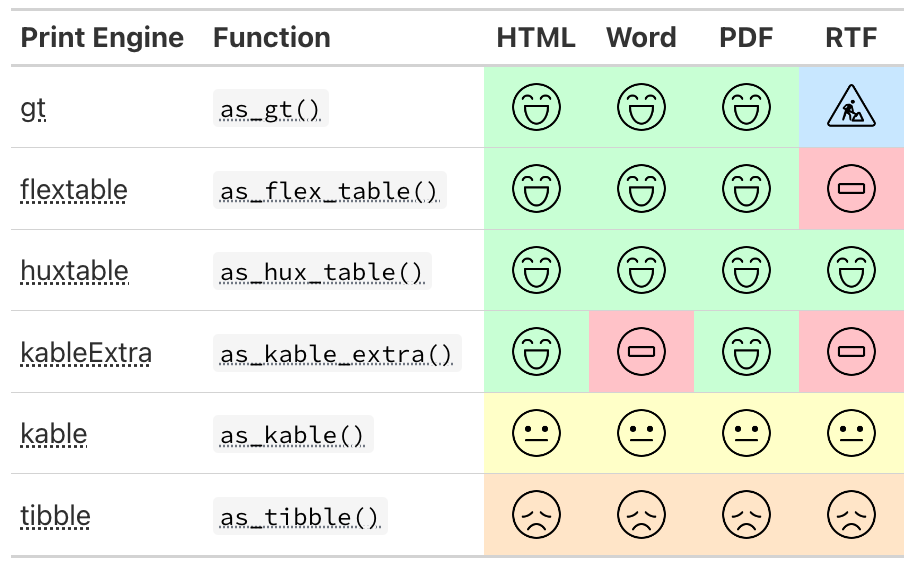 Print Engine Function HTML Word PDF RTF
gt as_gt()
flextable as_flex_table()
huxtable as_hux_table()
kableExtra as_kable_extra()
kable as_kable()
tibble as_tibble()